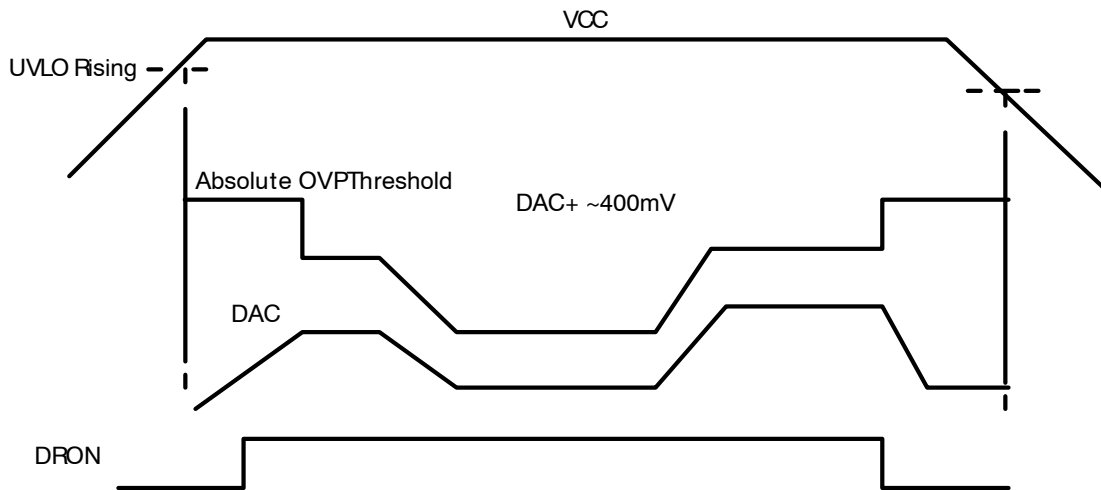 VCC
UVLO Rising
Absolute OVPThreshold
DAC+ ~400mV
DAC
DRON